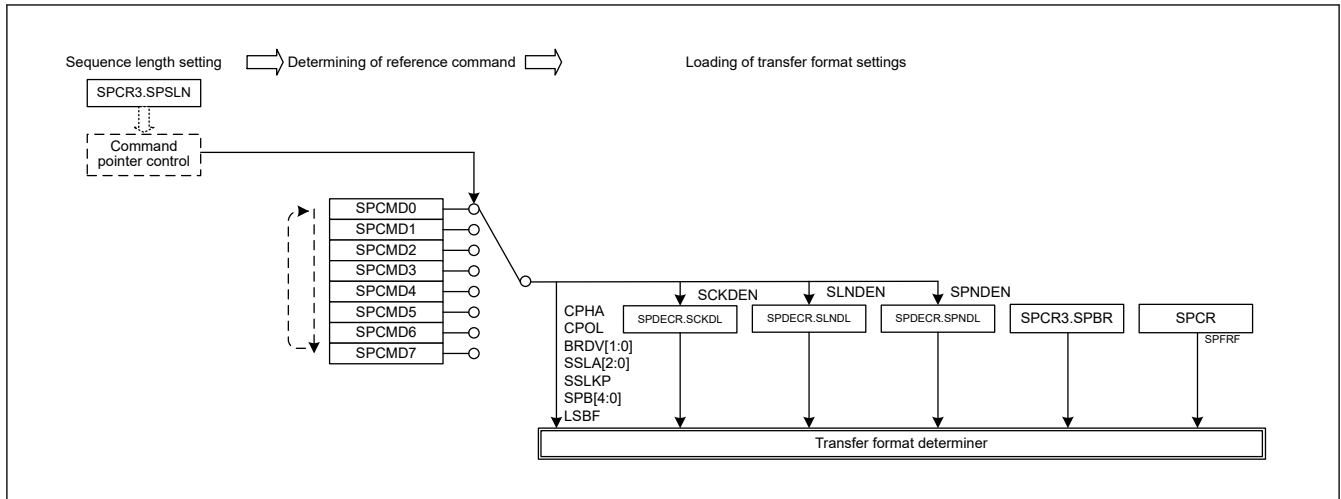 Sequence length setting
Determining of reference command
Loading of transfer format settings
SPCR3.SPSLN
Command
pointer control
SPCMD0
SPCMD1
SPCMD2
SPCMD3
SPCMD4
SPCMD5
SPCMD6
SPCMD7
CPHA
CPOL
BRDV[1:0]
SSLA[2:0]
SSLKP
SPB[4:0]
LSBF
SCKDEN
SPDECR.SCKDL
SLNDEN
SPDECR.SLNDL
SPNDEN
SPDECR.SPNDL
SPCR3.SPBR
SPCR
SPFRF
Transfer format determiner